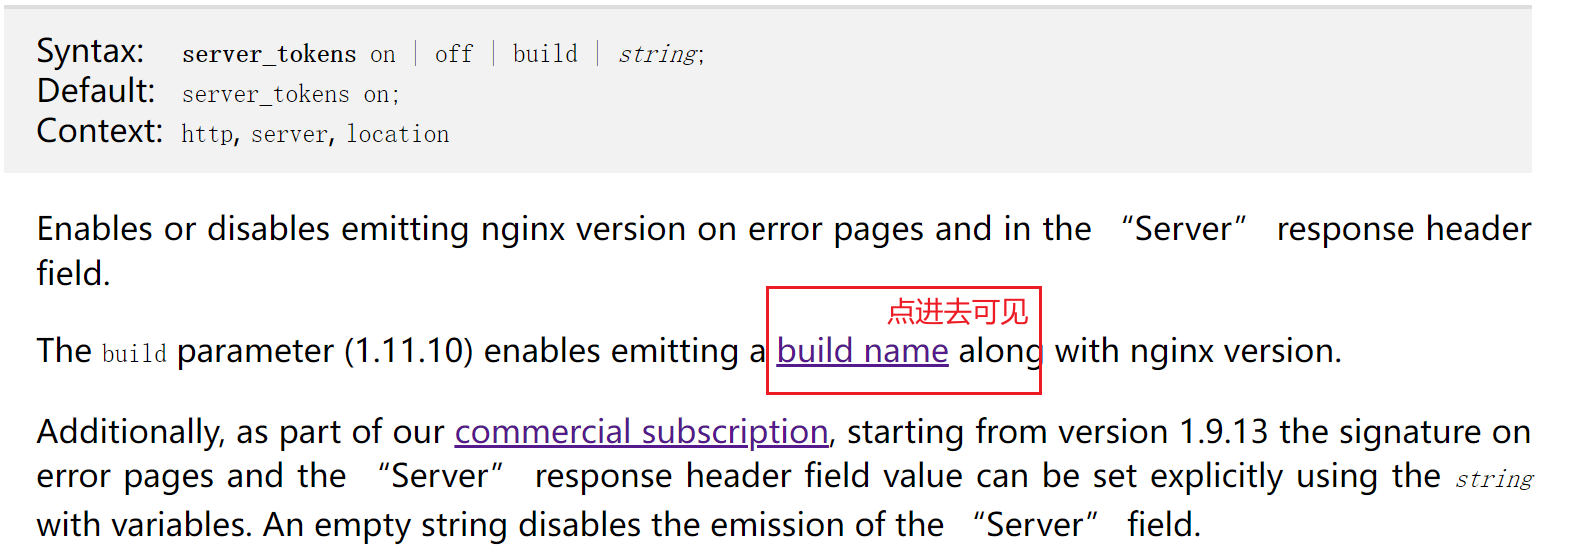 Syntax: server_tokens on | off | build | string;
Default: server_tokens on;
Context: http, server, location
Enables or disables emitting nginx version on error pages and in the “Server” response header
field.
点进去可见
The build parameter (1.11.10) enables emitting a build name along with nginx version.
Additionally, as part of our commercial subscription, starting from version 1.9.13 the signature on
error pages and the “Server” response header field value can be set explicitly using the string
with variables. An empty string disables the emission of the “Server” field.